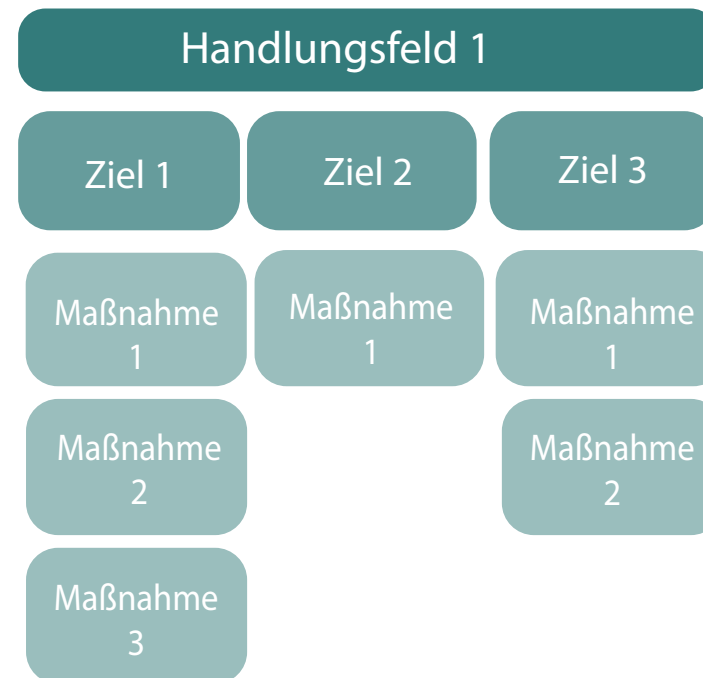 Handlungsfeld 1
Ziel 1
Ziel 2
Ziel 3
Maßnahme
1
Maßnahme
1
Maßnahme
1
Maßnahme
2
Maßnahme
2
Maßnahme
3